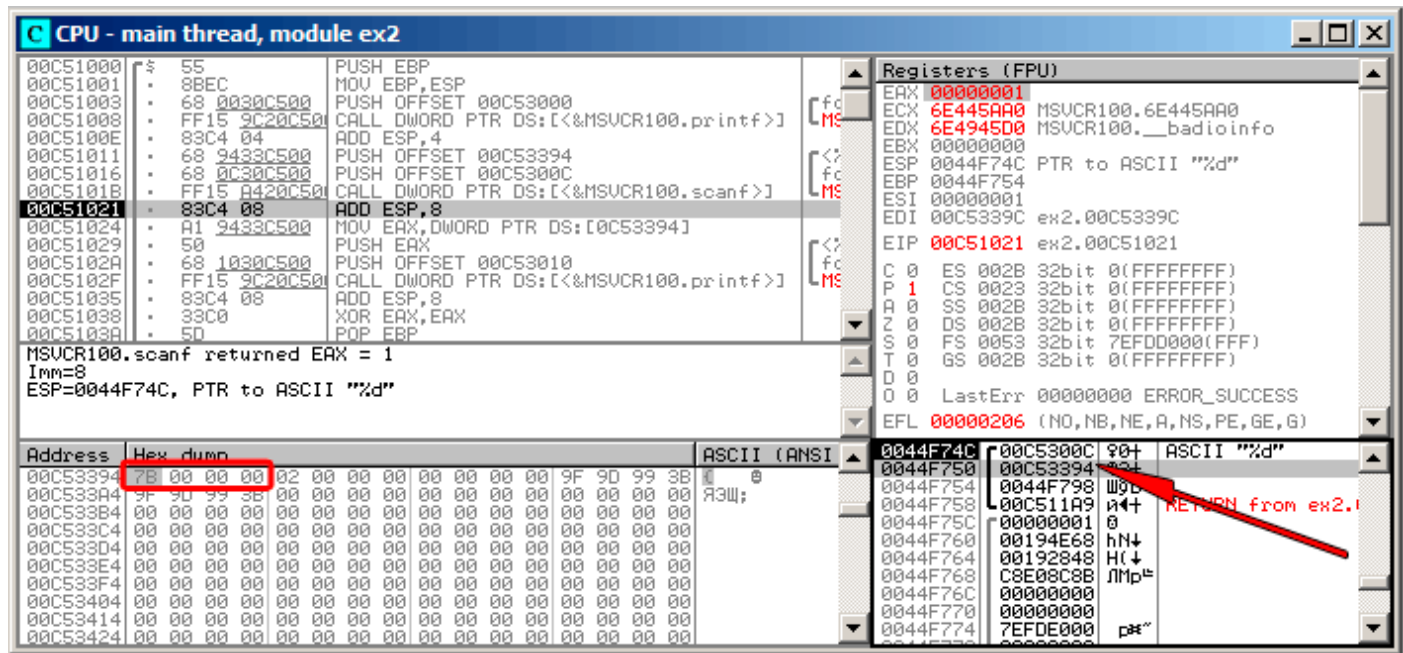 CPU - main thread, module ex2
00C51000 $ 55 PUSH EBP
00C51001 . 8BEC MOV EBP,ESP
00C51003 . 68 0030C500 PUSH OFFSET 00C53000
00C51008 . FF15 9C20C500 CALL DWORD PTR DS:[<&MSVCR100.printf>]
00C5100E . 83C4 04 ADD ESP,4
00C51011 . 68 9433C500 PUSH OFFSET 00C53394
00C51016 . 68 0C30C500 PUSH OFFSET 00C5300C
00C5101B . FF15 A420C500 CALL DWORD PTR DS:[<&MSVCR100.scanf>]
00C51021 . 83C4 08 ADD ESP,8
00C51024 . A1 9433C500 MOV EAX,DWORD PTR DS:[0C53394]
00C51029 . 50 PUSH EAX
00C5102A . 68 1030C500 PUSH OFFSET 00C53010
00C5102F . FF15 9C20C500 CALL DWORD PTR DS:[<&MSVCR100.printf>]
00C51035 . 83C4 08 ADD ESP,8
00C51038 . 33C0 XOR EAX,EAX
00C5103A . 5D POP EBP
MSVCR100.scanf returned EAX = 1
Imm=8
ESP=0044F74C, PTR to ASCII "%d"
Registers (FPU)
EAX 00000001
ECX 6E445AA0 MSVCR100.6E445AA0
EDX 6E4945D0 MSVCR100.__badioinfo
EBX 00000000
ESP 0044F74C PTR to ASCII "%d"
EBP 0044F754
ESI 00000001
EDI 00C5339C ex2.00C5339C
EIP 00C51021 ex2.00C51021
C 0 ES 002B 32bit 0(FFFFFFFF)
P 1 CS 0023 32bit 0(FFFFFFFF)
A 0 SS 002B 32bit 0(FFFFFFFF)
Z 0 DS 002B 32bit 0(FFFFFFFF)
S 0 FS 0053 32bit 7EFDD000(FFF)
T 0 GS 002B 32bit 0(FFFFFFFF)
D 0
O 0 LastErr 00000000 ERROR_SUCCESS
EFL 00000206 (NO,NB,NE,A,NS,PE,GE,G)
Address Hex dump ASCII (ANSI
00C53394 7B 00 00 00 02 00 00 00 00 00 00 00 9F 9D 99 3B {
00C533A4 9F 9D 99 3B 00 00 00 00 00 00 00 00 00 00 00 00 ЯЭЩ;
00C533B4 00 00 00 00 00 00 00 00 00 00 00 00 00 00 00 00
00C533C4 00 00 00 00 00 00 00 00 00 00 00 00 00 00 00 00
00C533D4 00 00 00 00 00 00 00 00 00 00 00 00 00 00 00 00
00C533E4 00 00 00 00 00 00 00 00 00 00 00 00 00 00 00 00
00C533F4 00 00 00 00 00 00 00 00 00 00 00 00 00 00 00 00
00C53404 00 00 00 00 00 00 00 00 00 00 00 00 00 00 00 00
00C53414 00 00 00 00 00 00 00 00 00 00 00 00 00 00 00 00
00C53424 00 00 00 00 00 00 00 00 00 00 00 00 00 00 00 00
0044F74C 00C5300C ASCII "%d"
0044F750 00C53394
0044F754 0044F798
0044F758 00C511A9 RETURN from ex2.
0044F75C 00000001
0044F760 00194E68 hN↓
0044F764 00192848 H(↓
0044F768 C8E08C8B
0044F76C 00000000
0044F770 00000000
0044F774 7EFDE000